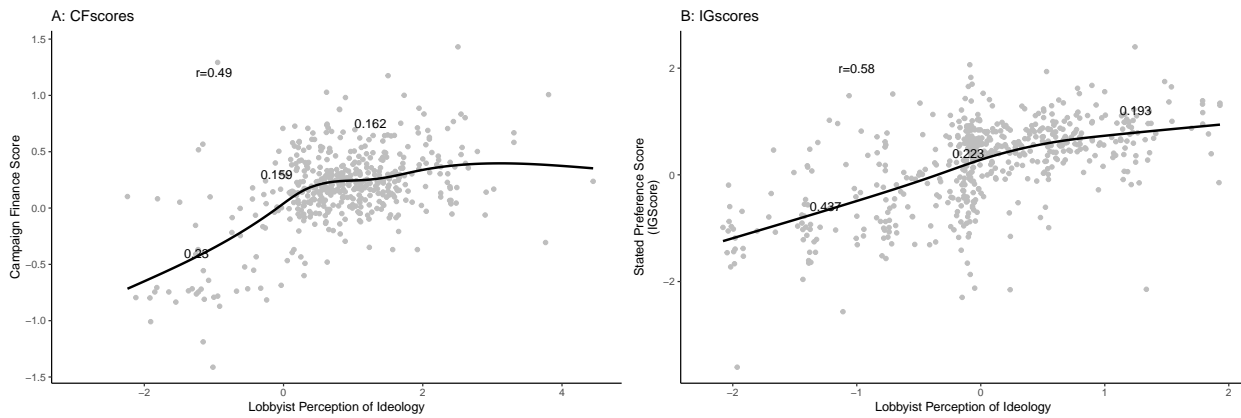 A: CFscores
1.5
1.0
0.5
0.0
−0.5
−1.0
−1.5
Campaign Finance Score
r=0.49
0.162
0.159
0.23
−2
0
2
4
Lobbyist Perception of Ideology
B: IGscores
2
0
−2
Stated Preference Score
(IGScore)
r=0.58
0.193
0.223
0.437
−2
−1
0
1
2
Lobbyist Perception of Ideology